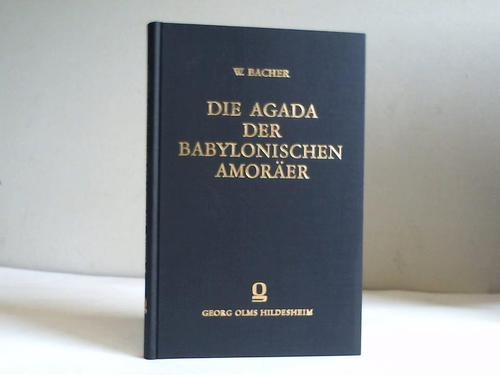 W. BACHER
DIE AGADA
DER
BABYLONISCHEN
AMORÄER
GEORG OLMS HILDESHEIM